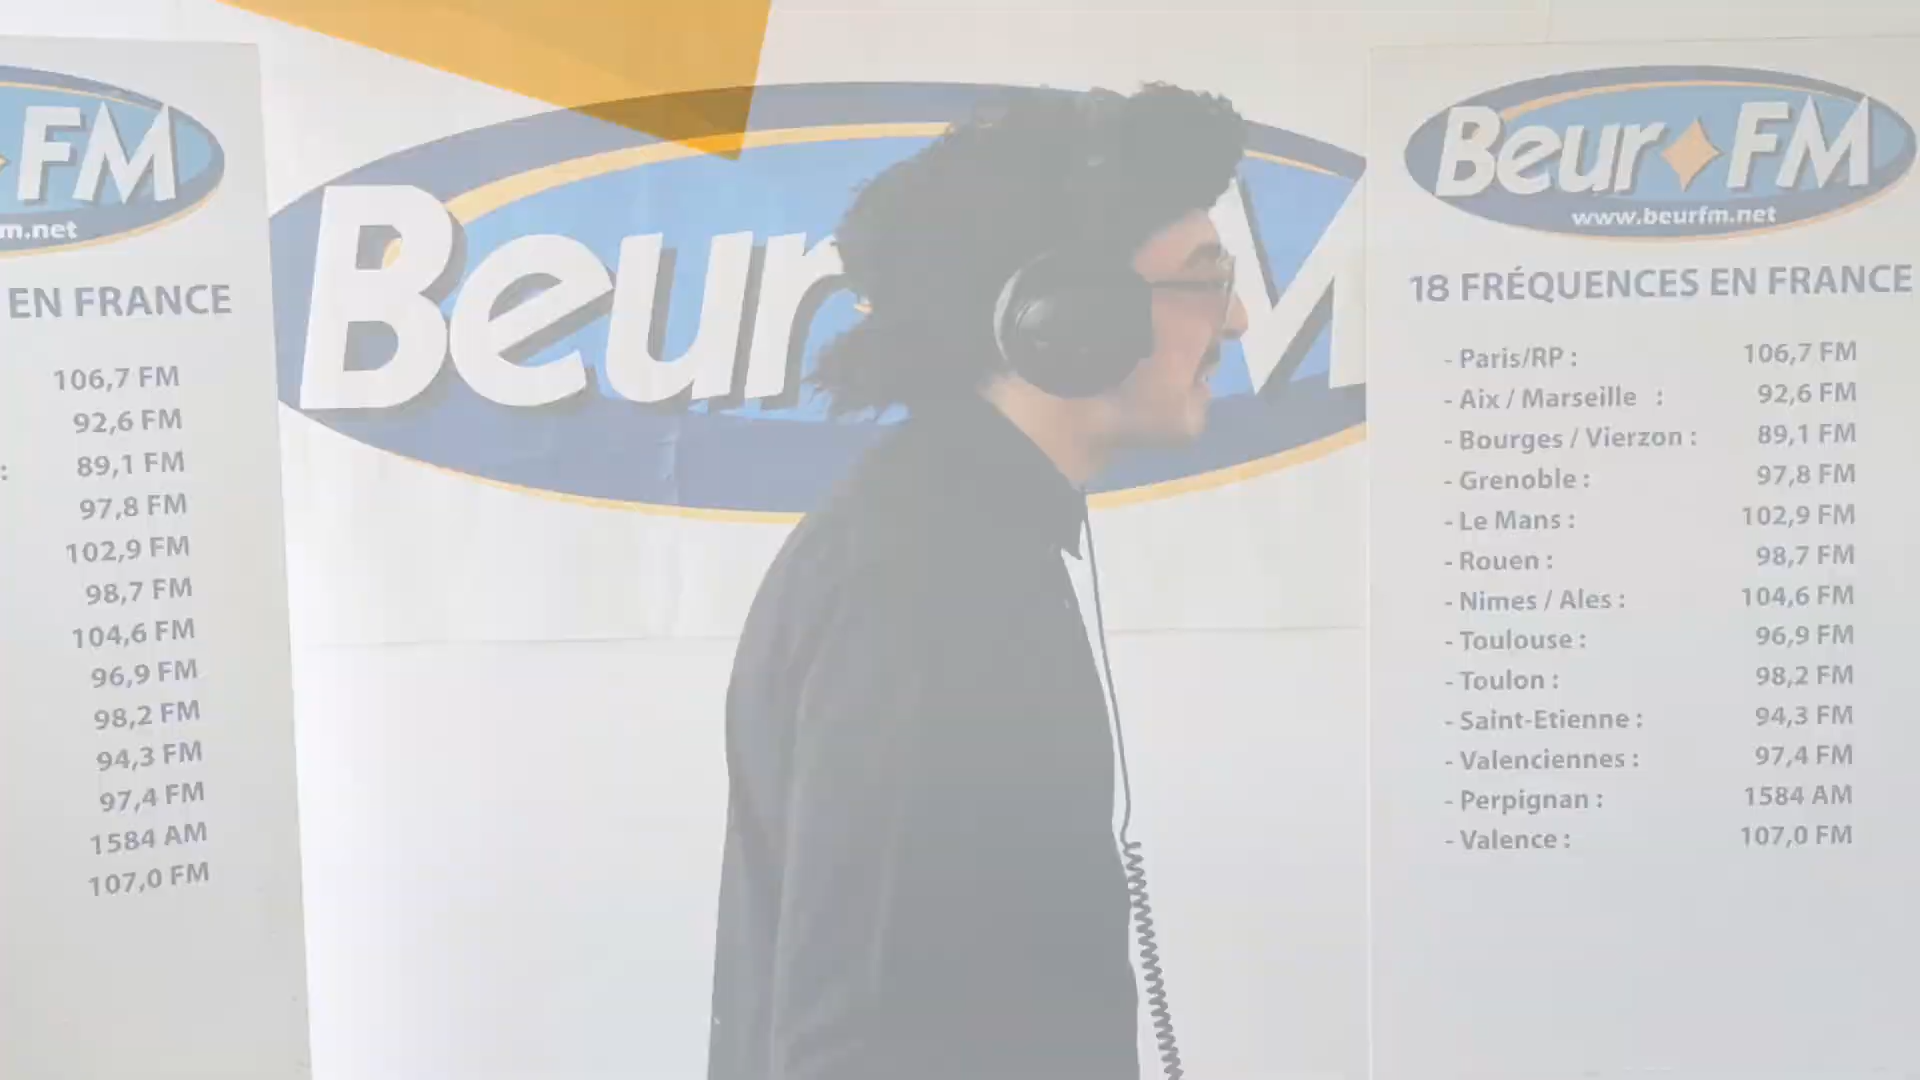 FM
m.net
EN FRANCE
106,7 FM
92,6 FM
: 89,1 FM
97,8 FM
102,9 FM
98,7 FM
104,6 FM
96,9 FM
98,2 FM
94,3 FM
97,4 FM
1584 AM
107,0 FM
Beur
Beur FM
www.beurfm.net
18 FRÉQUENCES EN FRANCE
- Paris/RP : 106,7 FM
- Aix / Marseille : 92,6 FM
- Bourges / Vierzon : 89,1 FM
- Grenoble : 97,8 FM
- Le Mans : 102,9 FM
- Rouen : 98,7 FM
- Nimes / Ales : 104,6 FM
- Toulouse : 96,9 FM
- Toulon : 98,2 FM
- Saint-Etienne : 94,3 FM
- Valenciennes : 97,4 FM
- Perpignan : 1584 AM
- Valence : 107,0 FM